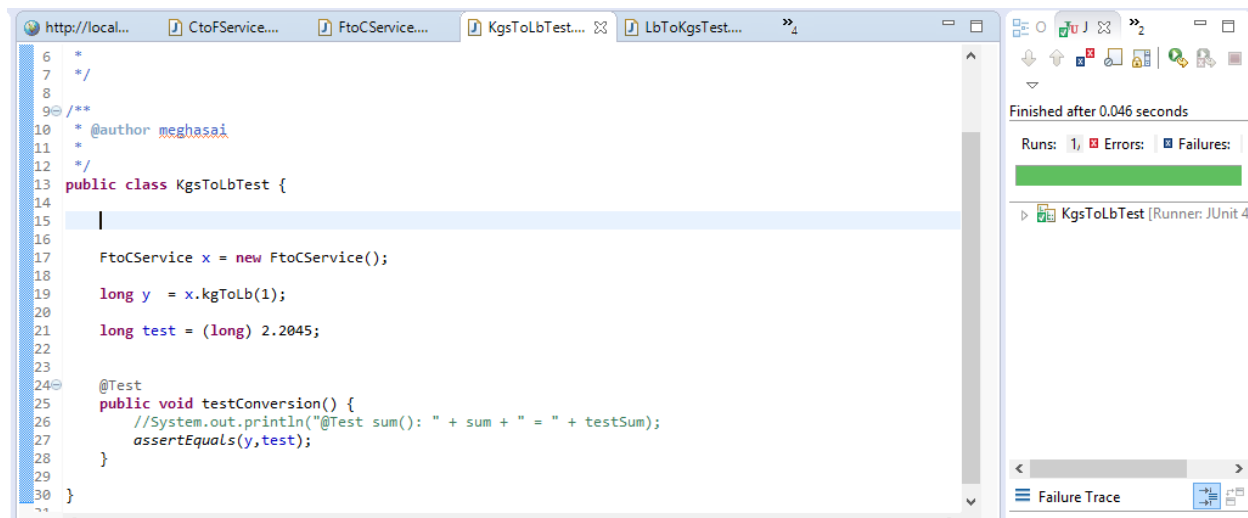 http://local... CtoFService.... FtoCService.... KgsToLbTest.... LbToKgsTest.... »4
O JU J »2
6 *
7 */
8
9 /**
10 * @author meghasai
11 *
12 */
13 public class KgsToLbTest {
14
15
16
17 FtoCService x = new FtoCService();
18
19 long y  = x.kgToLb(1);
20
21 long test = (long) 2.2045;
22
23
24 @Test
25 public void testConversion() {
26 //System.out.println("@Test sum(): " + sum + " = " + testSum);
27 assertEquals(y,test);
28 }
29
30 }
31
Finished after 0.046 seconds
Runs: 1, Errors: Failures:
KgsToLbTest [Runner: JUnit 4
Failure Trace